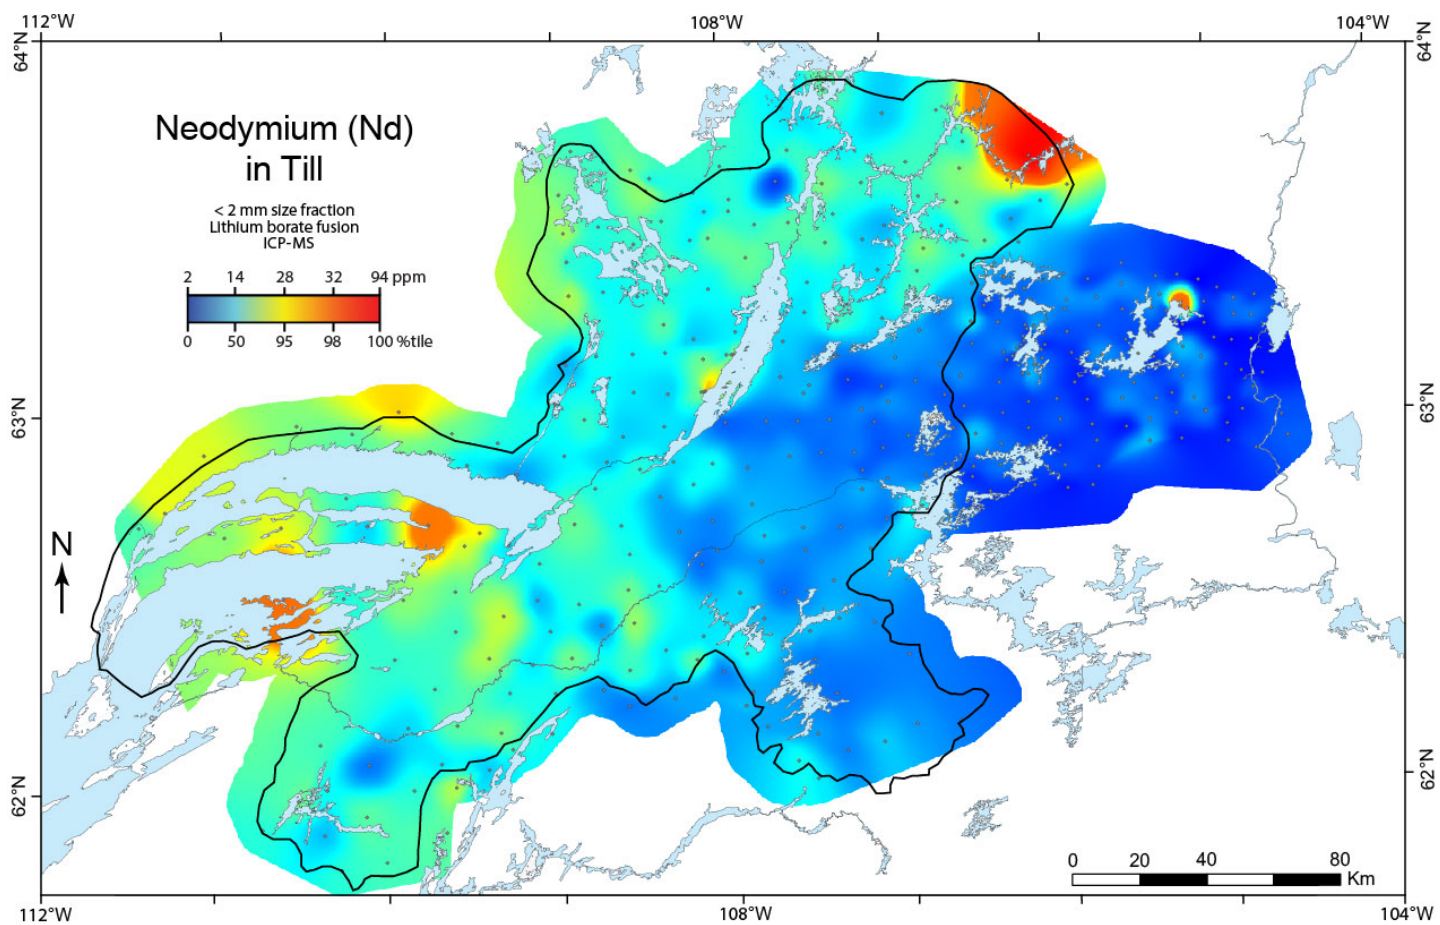 112°W 108°W 104°W
64°N 64°N
Neodymium (Nd)
in Till
< 2 mm size fraction
Lithium borate fusion
ICP-MS
2 14 28 32 94 ppm
0 50 95 98 100 %tile
63°N 63°N
N
62°N 62°N
0 20 40 80
Km
112°W 108°W 104°W